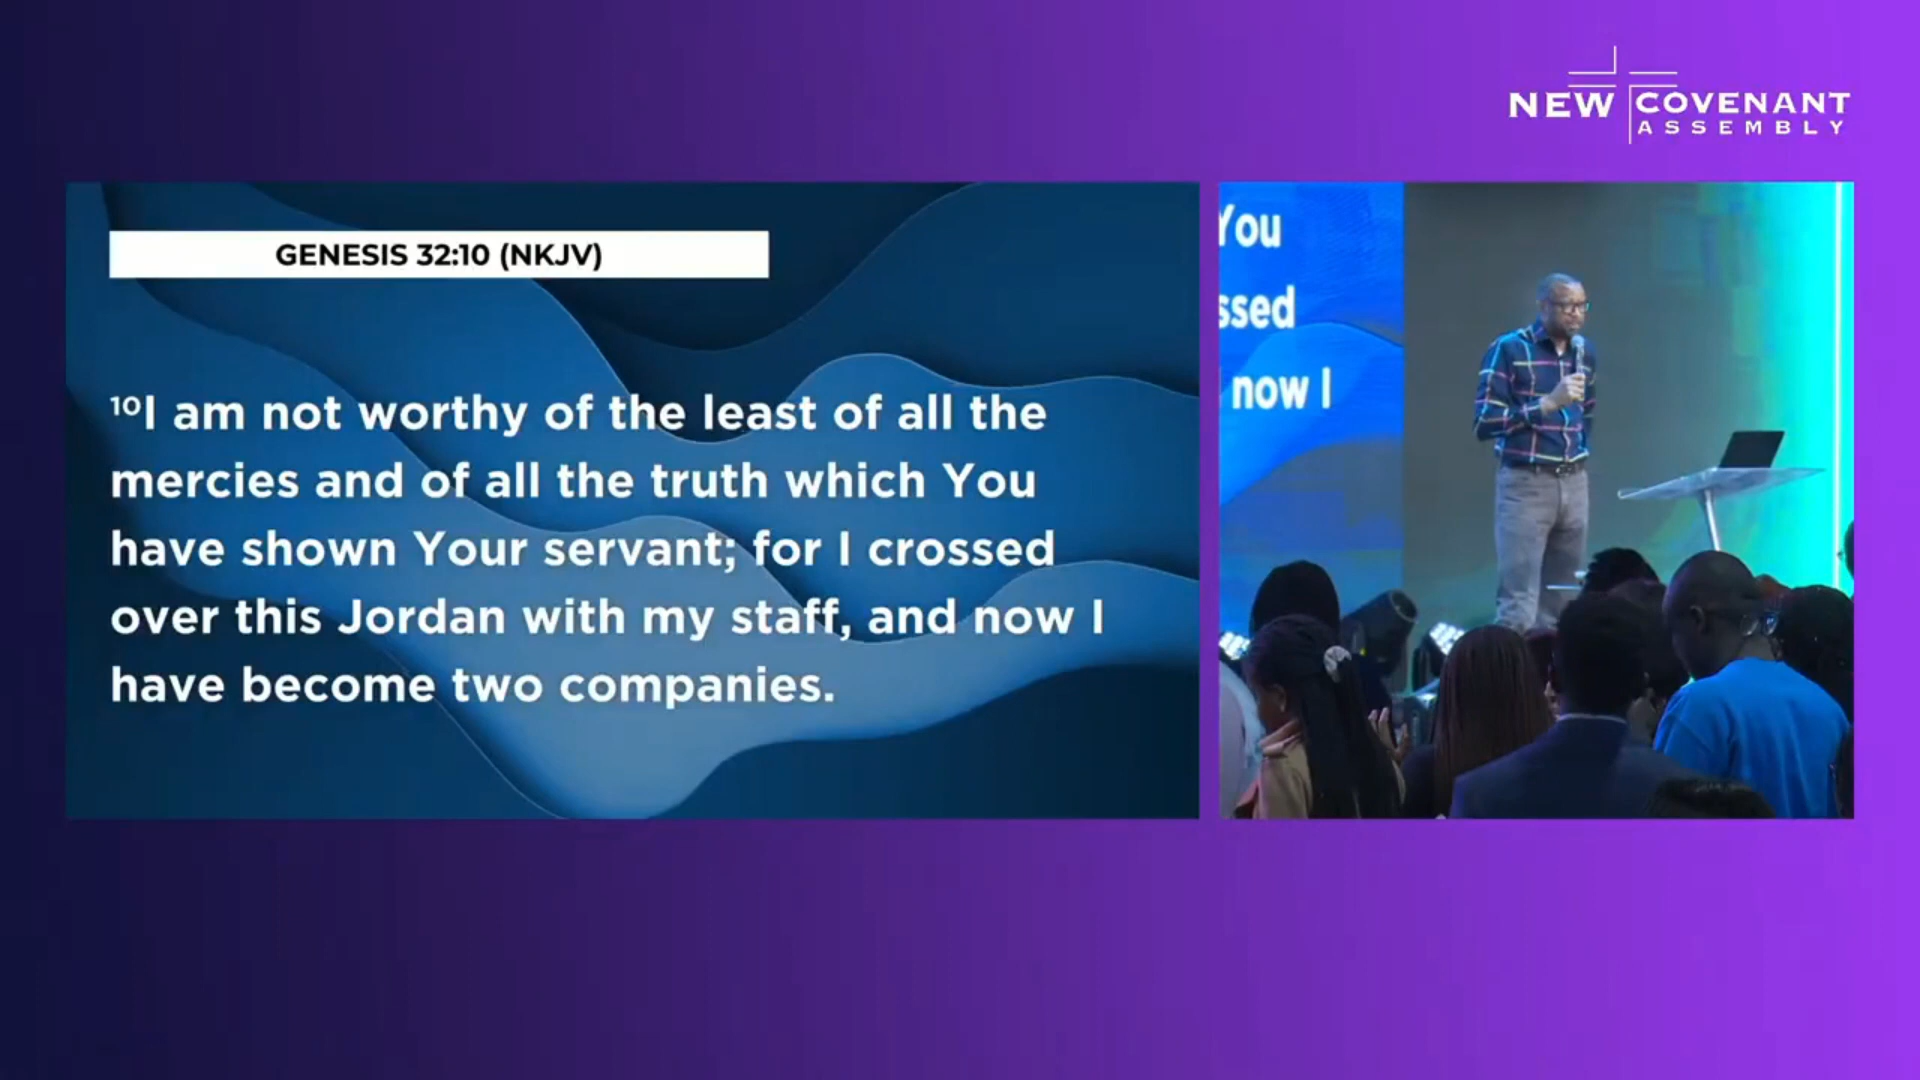 NEW COVENANT
ASSEMBLY
GENESIS 32:10 (NKJV)
¹⁰I am not worthy of the least of all the
mercies and of all the truth which You
have shown Your servant; for I crossed
over this Jordan with my staff, and now I
have become two companies.
You
ssed
now I